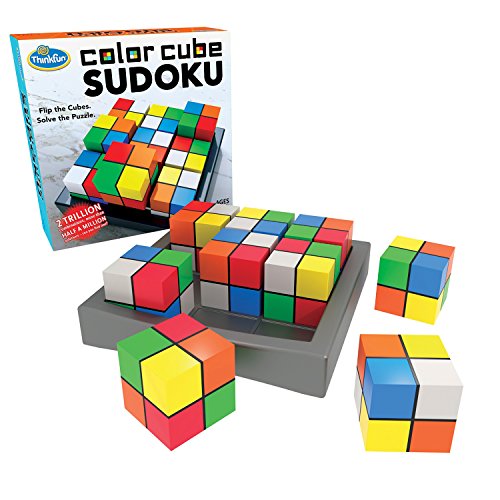 Thinkfun
color cube
SUDOKU
Flip the Cubes.
Solve the Puzzle.
2 TRILLION
HALF A MILLION
AGES